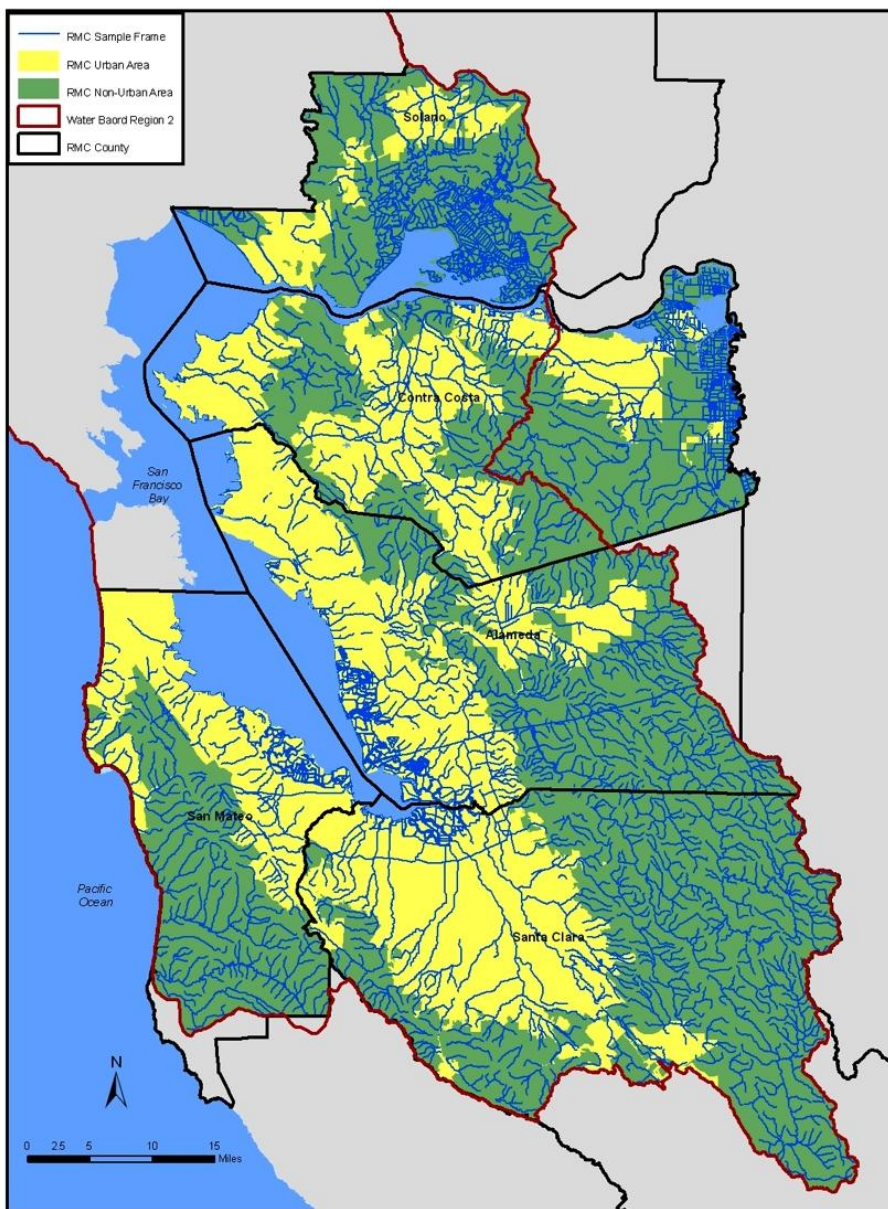 RMC Sample Frame
RMC Urban Area
RMC Non-Urban Area
Water Baord Region 2
RMC County
Solano
Contra Costa
San
Francisco
Bay
Alameda
San Mateo
Pacific
Ocean
Santa Clara
N
0 2.5 5 10 15
Miles